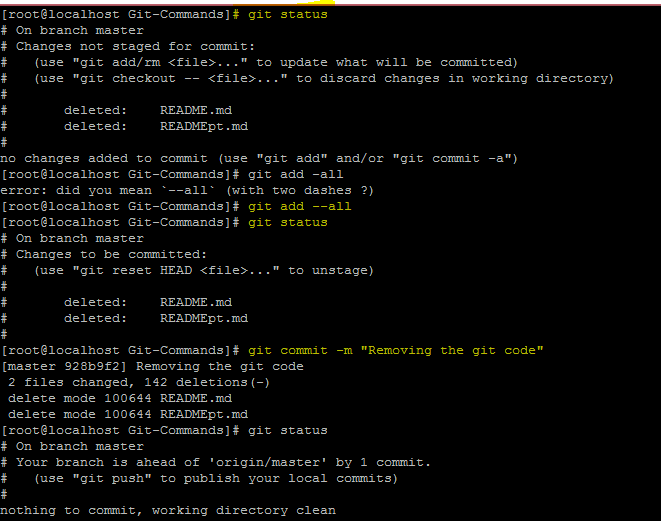 [root@localhost Git-Commands]# git status
# On branch master
# Changes not staged for commit:
#   (use "git add/rm <file>..." to update what will be committed)
#   (use "git checkout -- <file>..." to discard changes in working directory)
#
#       deleted:    README.md
#       deleted:    READMEpt.md
#
no changes added to commit (use "git add" and/or "git commit -a")
[root@localhost Git-Commands]# git add -all
error: did you mean `--all` (with two dashes ?)
[root@localhost Git-Commands]# git add --all
[root@localhost Git-Commands]# git status
# On branch master
# Changes to be committed:
#   (use "git reset HEAD <file>..." to unstage)
#
#       deleted:    README.md
#       deleted:    READMEpt.md
#
[root@localhost Git-Commands]# git commit -m "Removing the git code"
[master 928b9f2] Removing the git code
 2 files changed, 142 deletions(-)
 delete mode 100644 README.md
 delete mode 100644 READMEpt.md
[root@localhost Git-Commands]# git status
# On branch master
# Your branch is ahead of 'origin/master' by 1 commit.
#   (use "git push" to publish your local commits)
#
nothing to commit, working directory clean